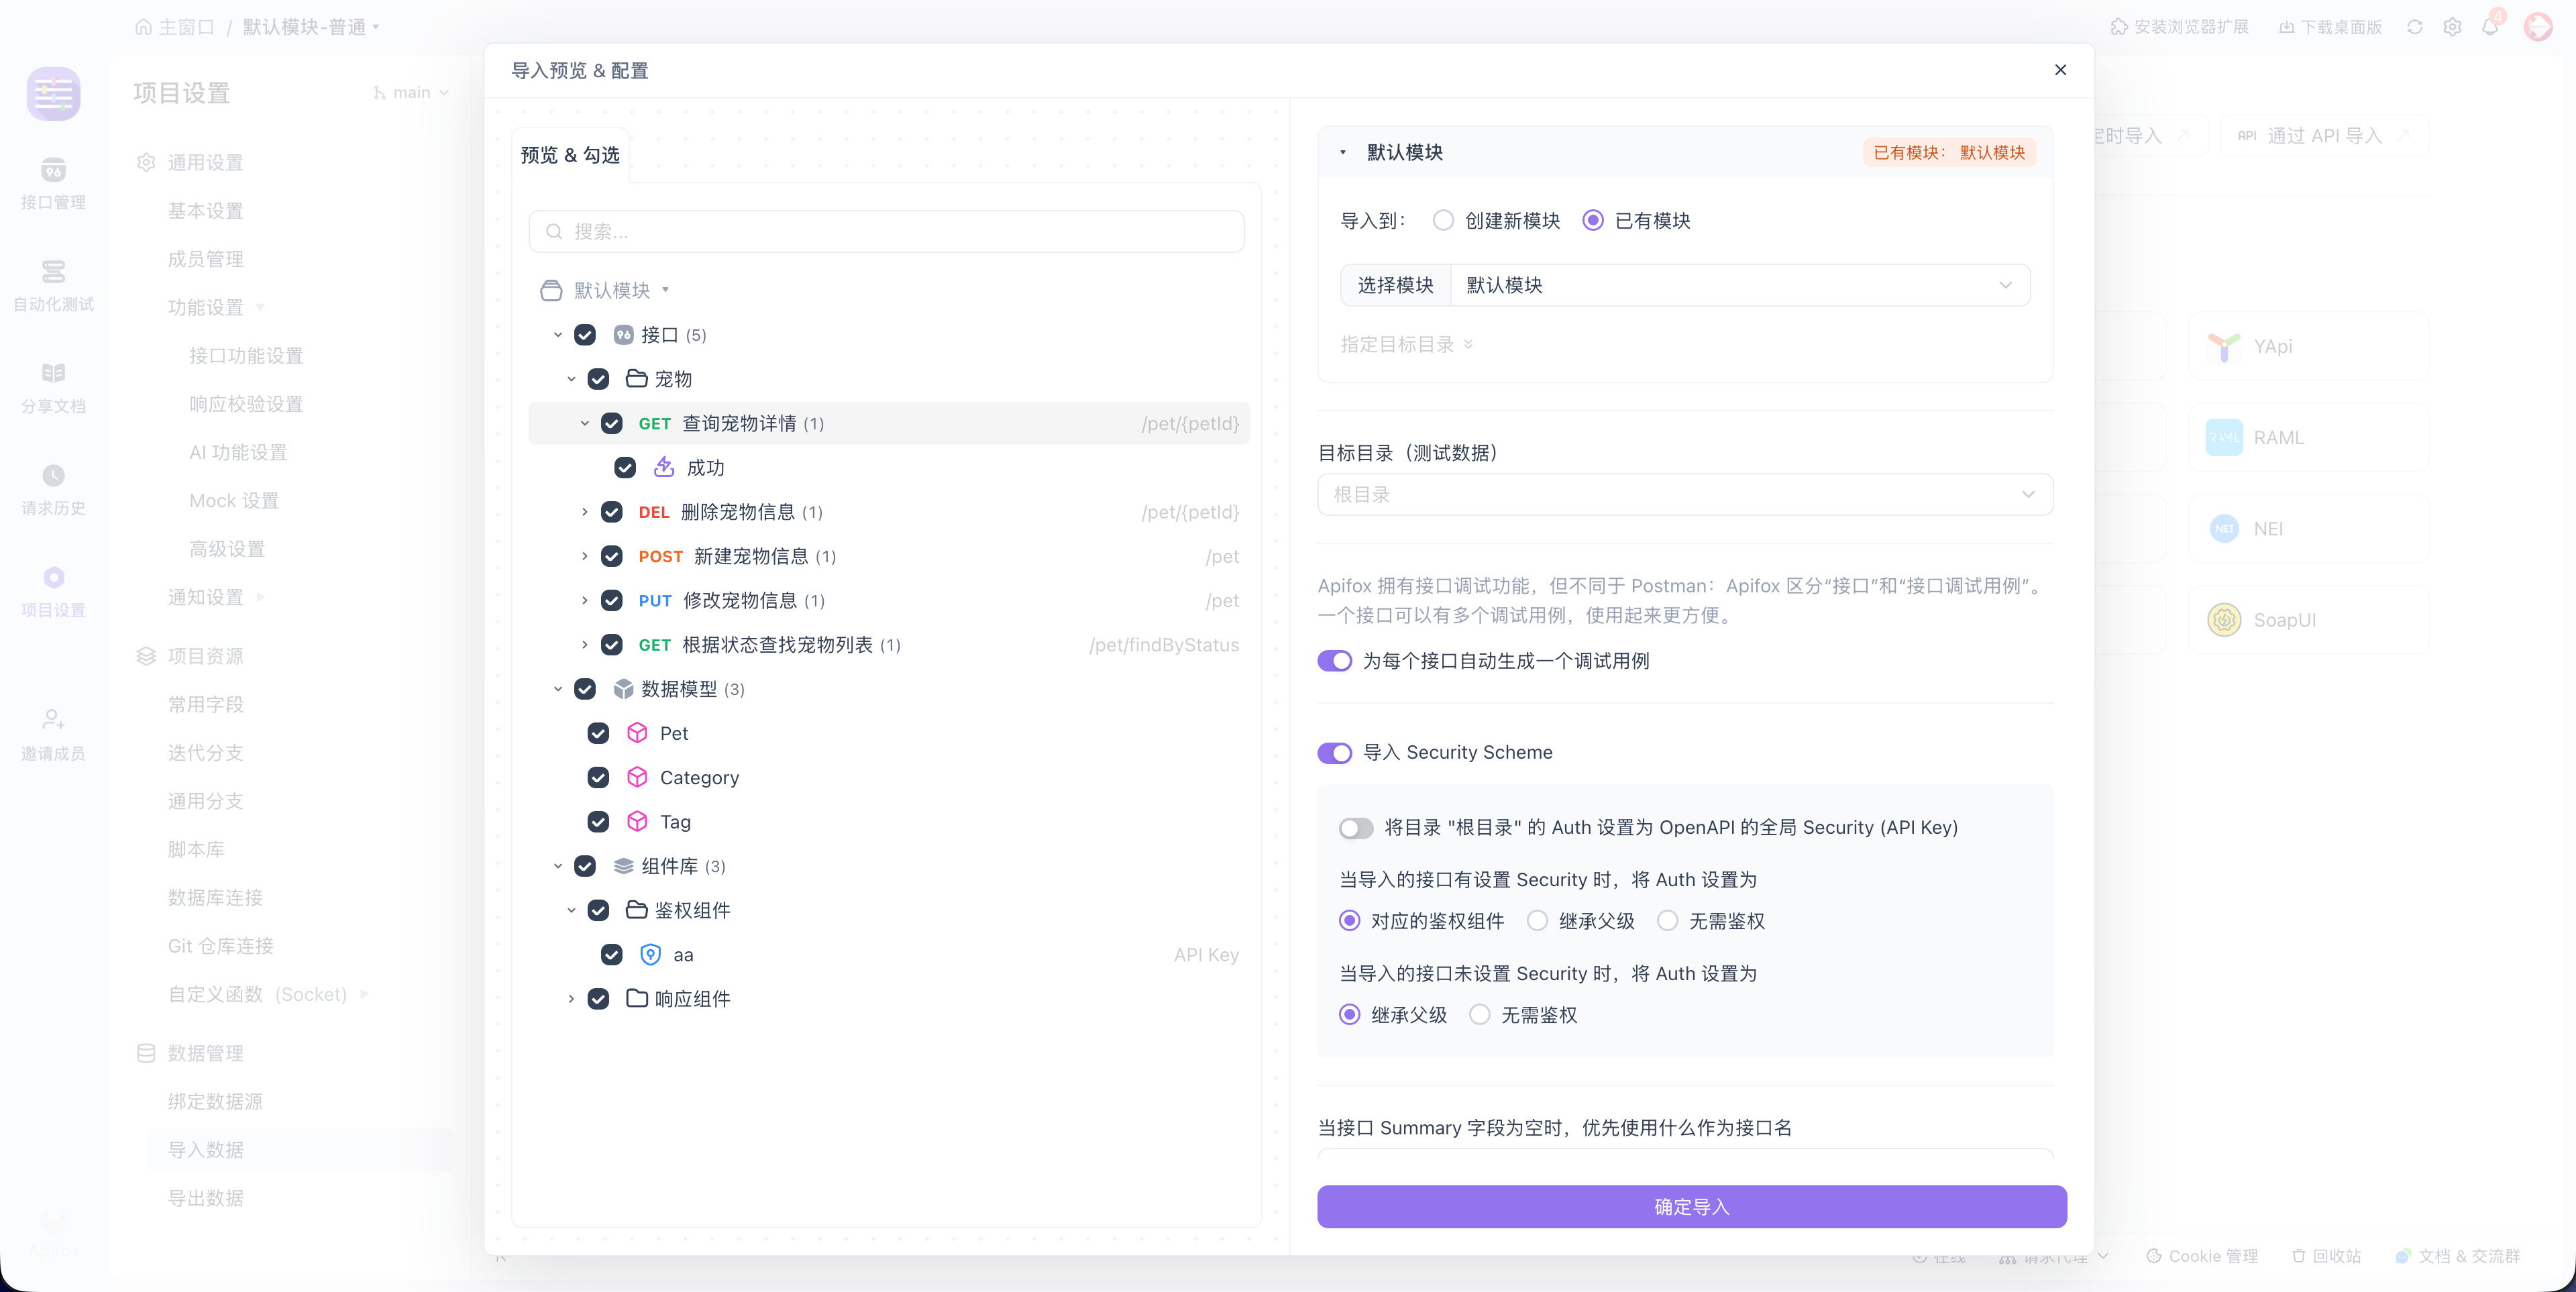 主窗口 / 默认模块-普通
安装浏览器扩展
下载桌面版
4
项目设置
main
接口管理
自动化测试
分享文档
请求历史
项目设置
邀请成员
通用设置
基本设置
成员管理
功能设置
接口功能设置
响应校验设置
AI 功能设置
Mock 设置
高级设置
通知设置
项目资源
常用字段
迭代分支
通用分支
脚本库
数据库连接
Git 仓库连接
自定义函数 (Socket)
数据管理
绑定数据源
导入数据
导出数据
导入预览 & 配置
预览 & 勾选
搜索...
默认模块
接口 (5)
宠物
GET 查询宠物详情 (1) /pet/{petId}
成功
DEL 删除宠物信息 (1) /pet/{petId}
POST 新建宠物信息 (1) /pet
PUT 修改宠物信息 (1) /pet
GET 根据状态查找宠物列表 (1) /pet/findByStatus
数据模型 (3)
Pet
Category
Tag
组件库 (3)
鉴权组件
aa API Key
响应组件
默认模块 已有模块： 默认模块
导入到： 创建新模块 已有模块
选择模块 默认模块
指定目标目录
目标目录（测试数据）
根目录
Apifox 拥有接口调试功能，但不同于 Postman：Apifox 区分“接口”和“接口调试用例”。
一个接口可以有多个调试用例，使用起来更方便。
为每个接口自动生成一个调试用例
导入 Security Scheme
将目录 "根目录" 的 Auth 设置为 OpenAPI 的全局 Security (API Key)
当导入的接口有设置 Security 时，将 Auth 设置为
对应的鉴权组件 继承父级 无需鉴权
当导入的接口未设置 Security 时，将 Auth 设置为
继承父级 无需鉴权
当接口 Summary 字段为空时，优先使用什么作为接口名
确定导入
定时导入
API 通过 API 导入
YApi
RAML RAML
NEI NEI
SoapUI
在线
请求代理
Cookie 管理
回收站
文档 & 交流群